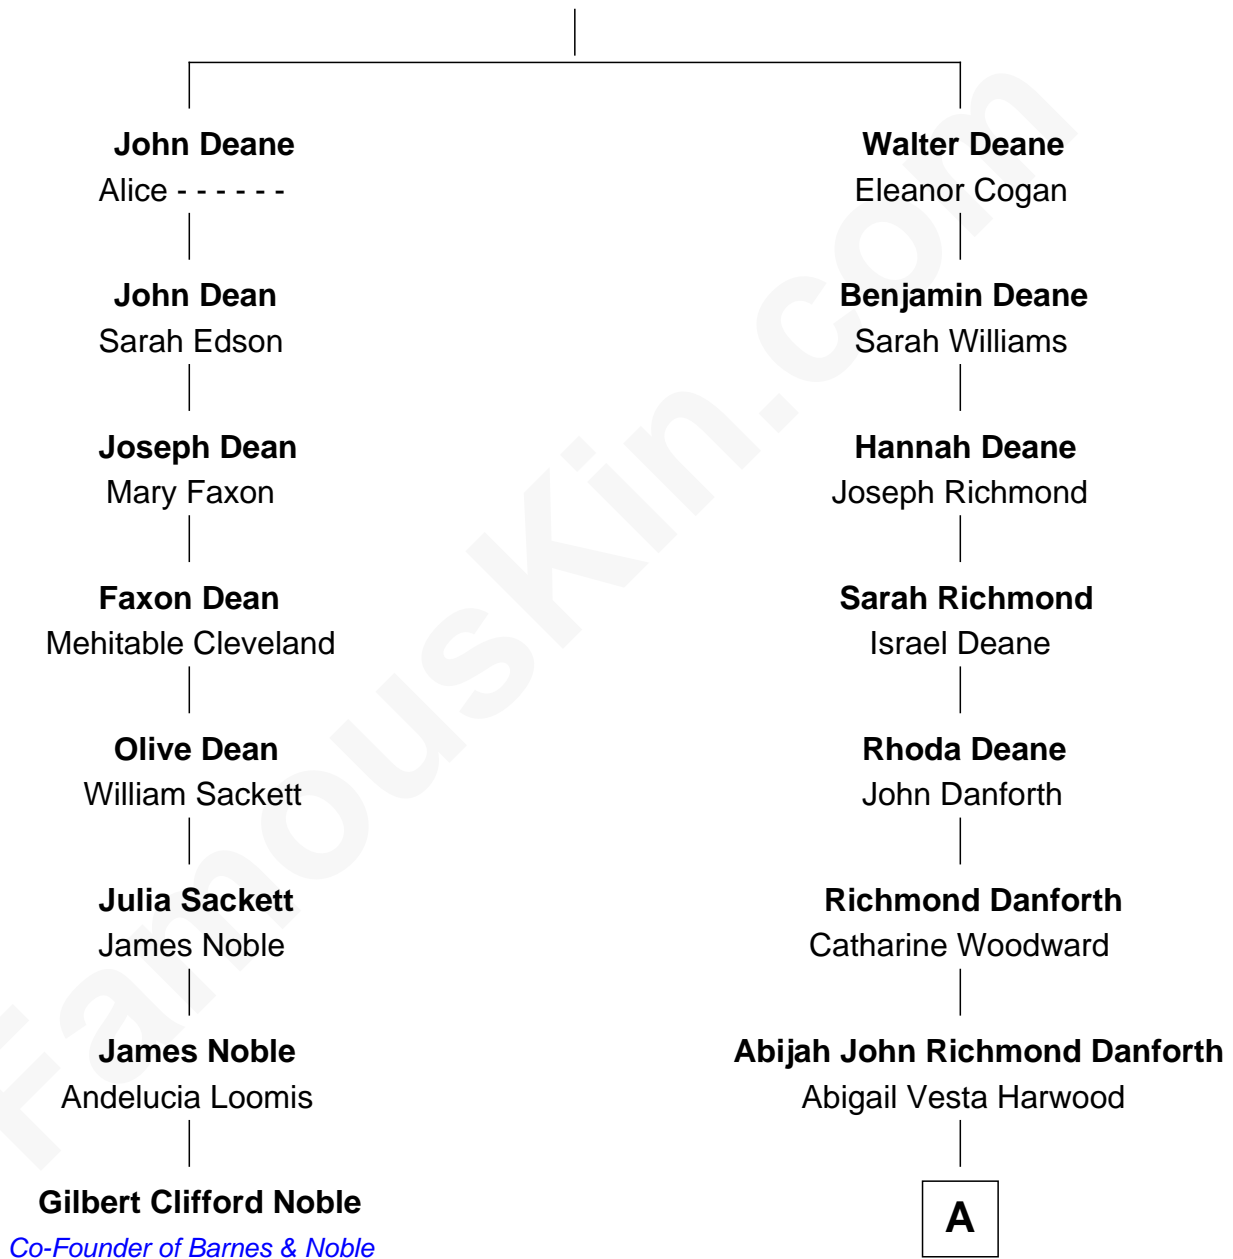 John Deane
Alice - - - - - -
John Dean
Sarah Edson
Joseph Dean
Mary Faxon
Faxon Dean
Mehitable Cleveland
Olive Dean
William Sackett
Julia Sackett
James Noble
James Noble
Andelucia Loomis
Gilbert Clifford Noble
Co-Founder of Barnes & Noble
Walter Deane
Eleanor Cogan
Benjamin Deane
Sarah Williams
Hannah Deane
Joseph Richmond
Sarah Richmond
Israel Deane
Rhoda Deane
John Danforth
Richmond Danforth
Catharine Woodward
Abijah John Richmond Danforth
Abigail Vesta Harwood
A
FamousKin.com